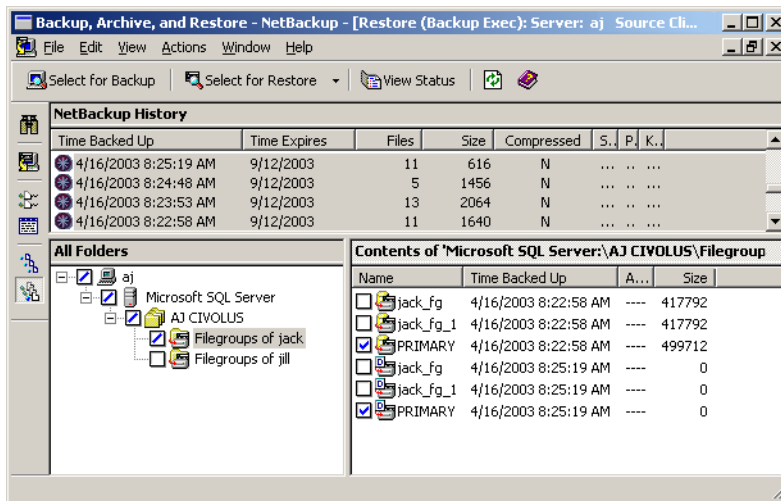 Backup, Archive, and Restore - NetBackup - [Restore (Backup Exec): Server: aj Source Cli...
File Edit View Actions Window Help
Select for Backup Select for Restore View Status
NetBackup History
Time Backed Up Time Expires Files Size Compressed S.. P.. K..
4/16/2003 8:25:19 AM 9/12/2003 11 616 N ... .. ...
4/16/2003 8:24:48 AM 9/12/2003 5 1456 N ... .. ...
4/16/2003 8:23:53 AM 9/12/2003 13 2064 N ... .. ...
4/16/2003 8:22:58 AM 9/12/2003 11 1640 N ... .. ...
All Folders
aj
Microsoft SQL Server
AJ CIVOLUS
Filegroups of jack
Filegroups of jill
Contents of 'Microsoft SQL Server:\AJ CIVOLUS\Filegroup
Name Time Backed Up A... Size
jack_fg 4/16/2003 8:22:58 AM ---- 417792
jack_fg_1 4/16/2003 8:22:58 AM ---- 417792
PRIMARY 4/16/2003 8:22:58 AM ---- 499712
jack_fg 4/16/2003 8:25:19 AM ---- 0
jack_fg_1 4/16/2003 8:25:19 AM ---- 0
PRIMARY 4/16/2003 8:25:19 AM ---- 0